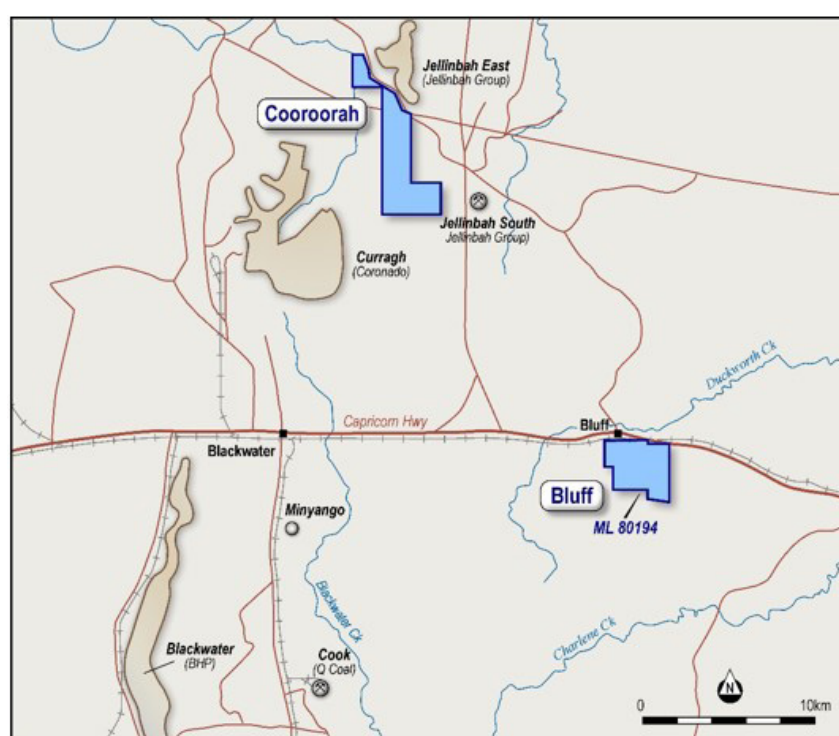 Jellinbah East
(Jellinbah Group)
Cooroorah
Jellinbah South
Jellinbah Group)
Curragh
(Coronado)
Duckworth Ck
Capricorn Hwy
Bluff
Blackwater
Bluff
ML 80194
Minyango
Blackwater Ck
Charlene Ck
Blackwater
(BHP)
Cook
(Q Coal)
N
0 10km